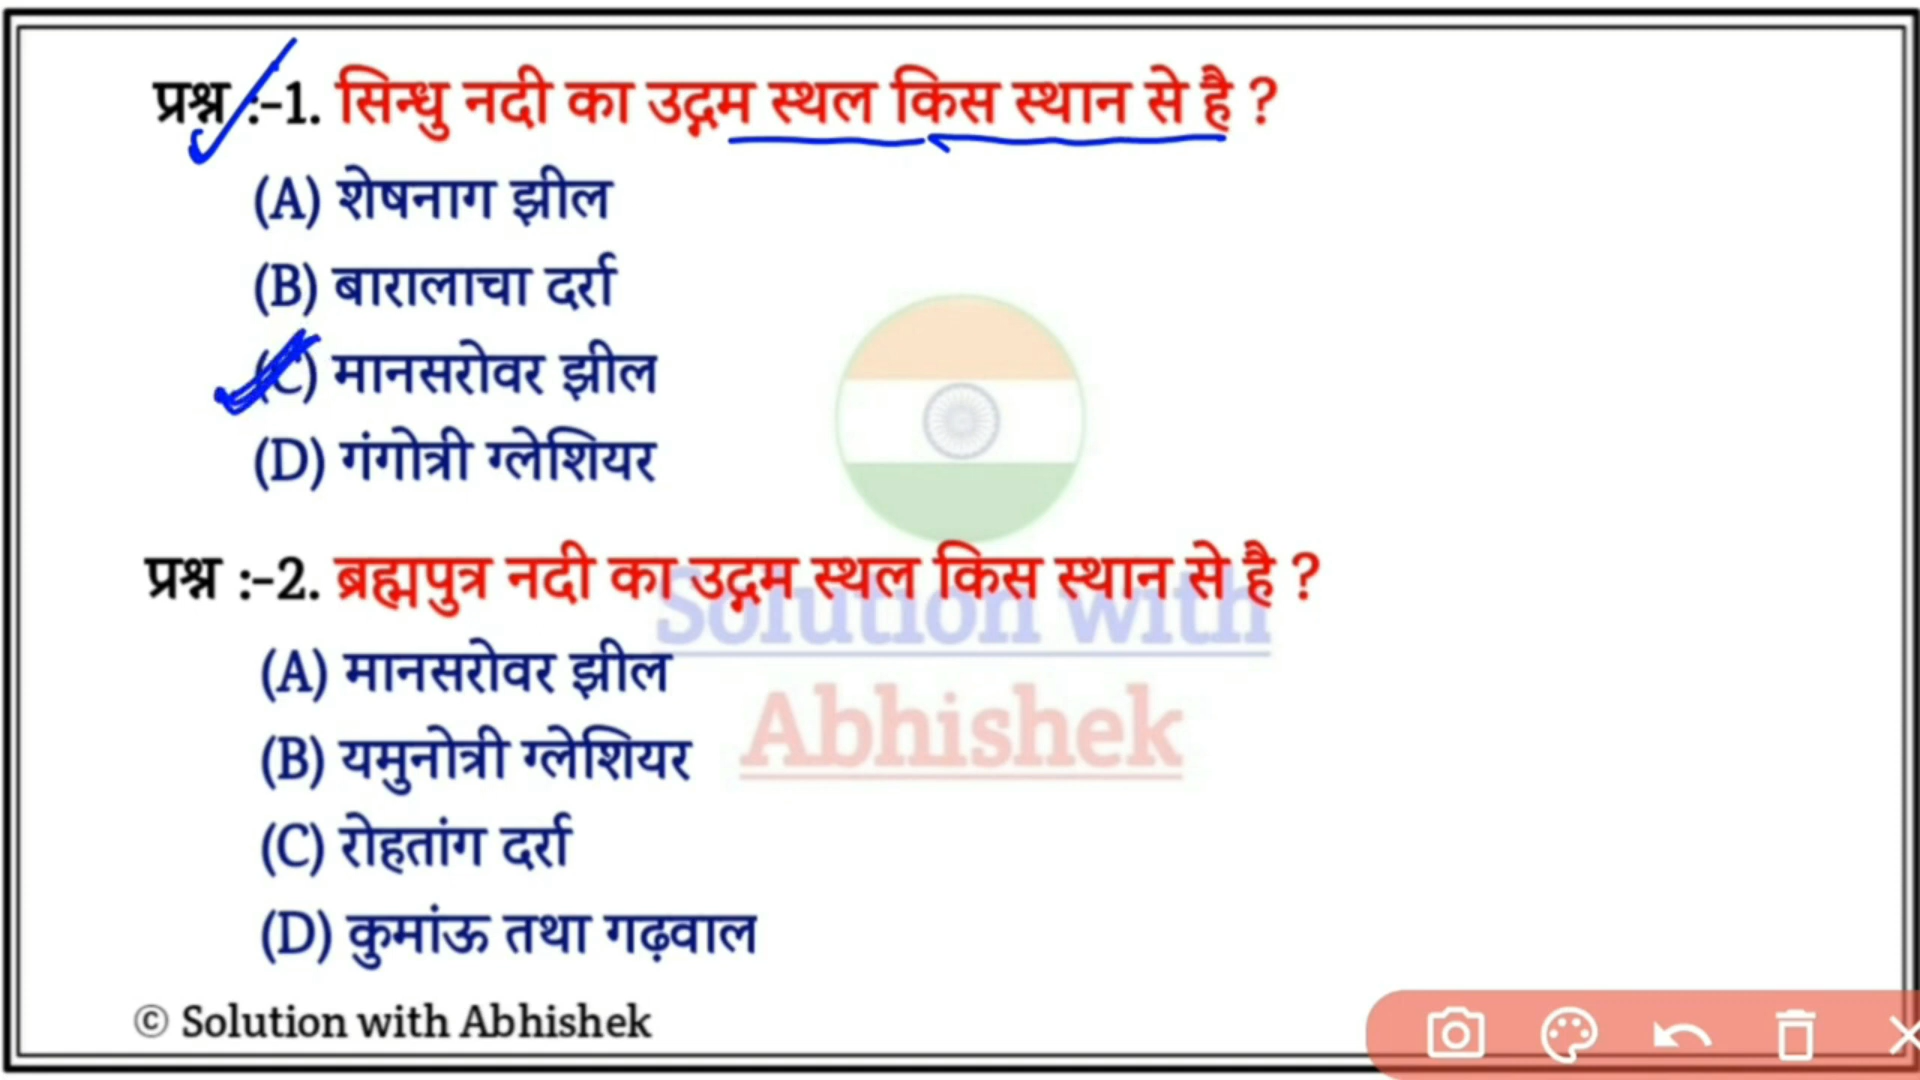 प्रश्न :-1. सिन्धु नदी का उद्गम स्थल किस स्थान से है ?
(A) शेषनाग झील
(B) बारालाचा दर्रा
(C) मानसरोवर झील
(D) गंगोत्री ग्लेशियर
प्रश्न :-2. ब्रह्मपुत्र नदी का उद्गम स्थल किस स्थान से है ?
Solution with
Abhishek
(A) मानसरोवर झील
(B) यमुनोत्री ग्लेशियर
(C) रोहतांग दर्रा
(D) कुमांऊ तथा गढ़वाल
© Solution with Abhishek